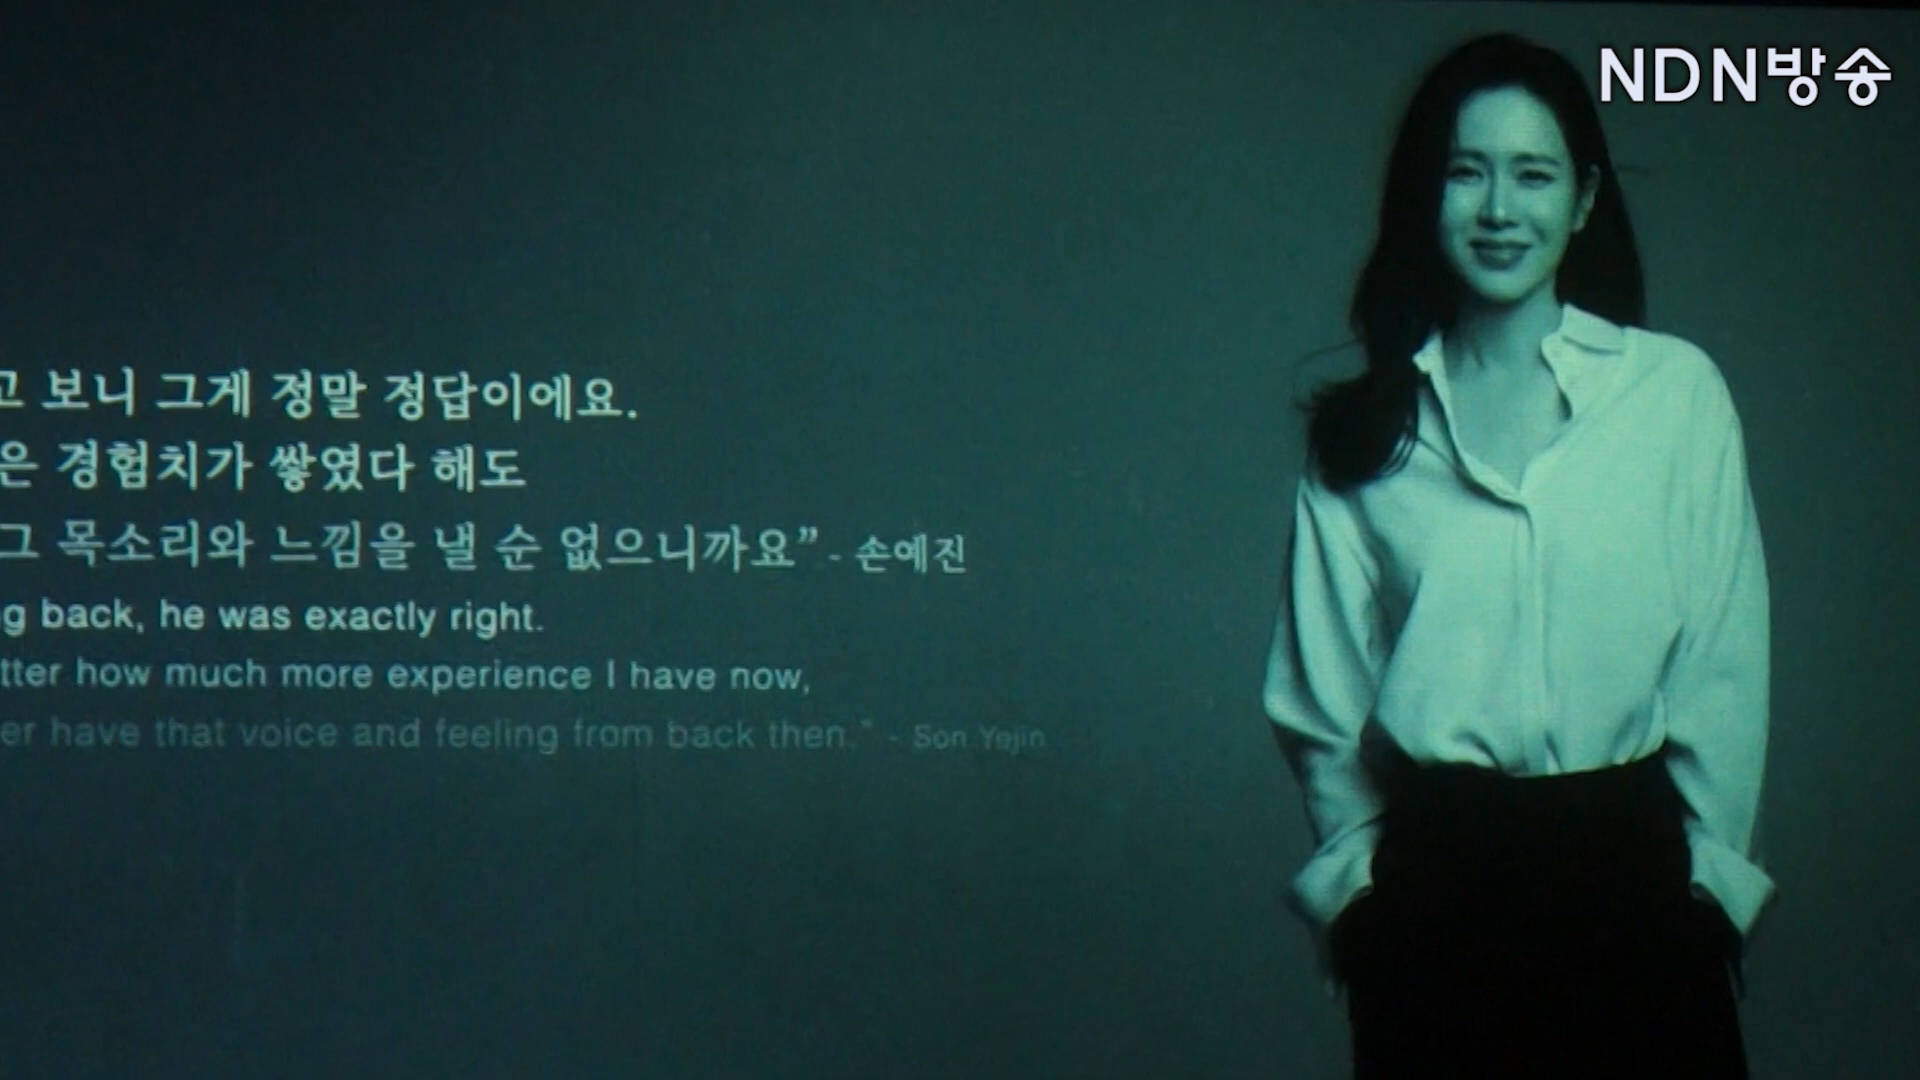 NDN방송
고 보니 그게 정말 정답이에요.
은 경험치가 쌓였다 해도
그 목소리와 느낌을 낼 순 없으니까요” - 손예진
g back, he was exactly right.
tter how much more experience I have now,
er have that voice and feeling from back then.” - Son Yejin